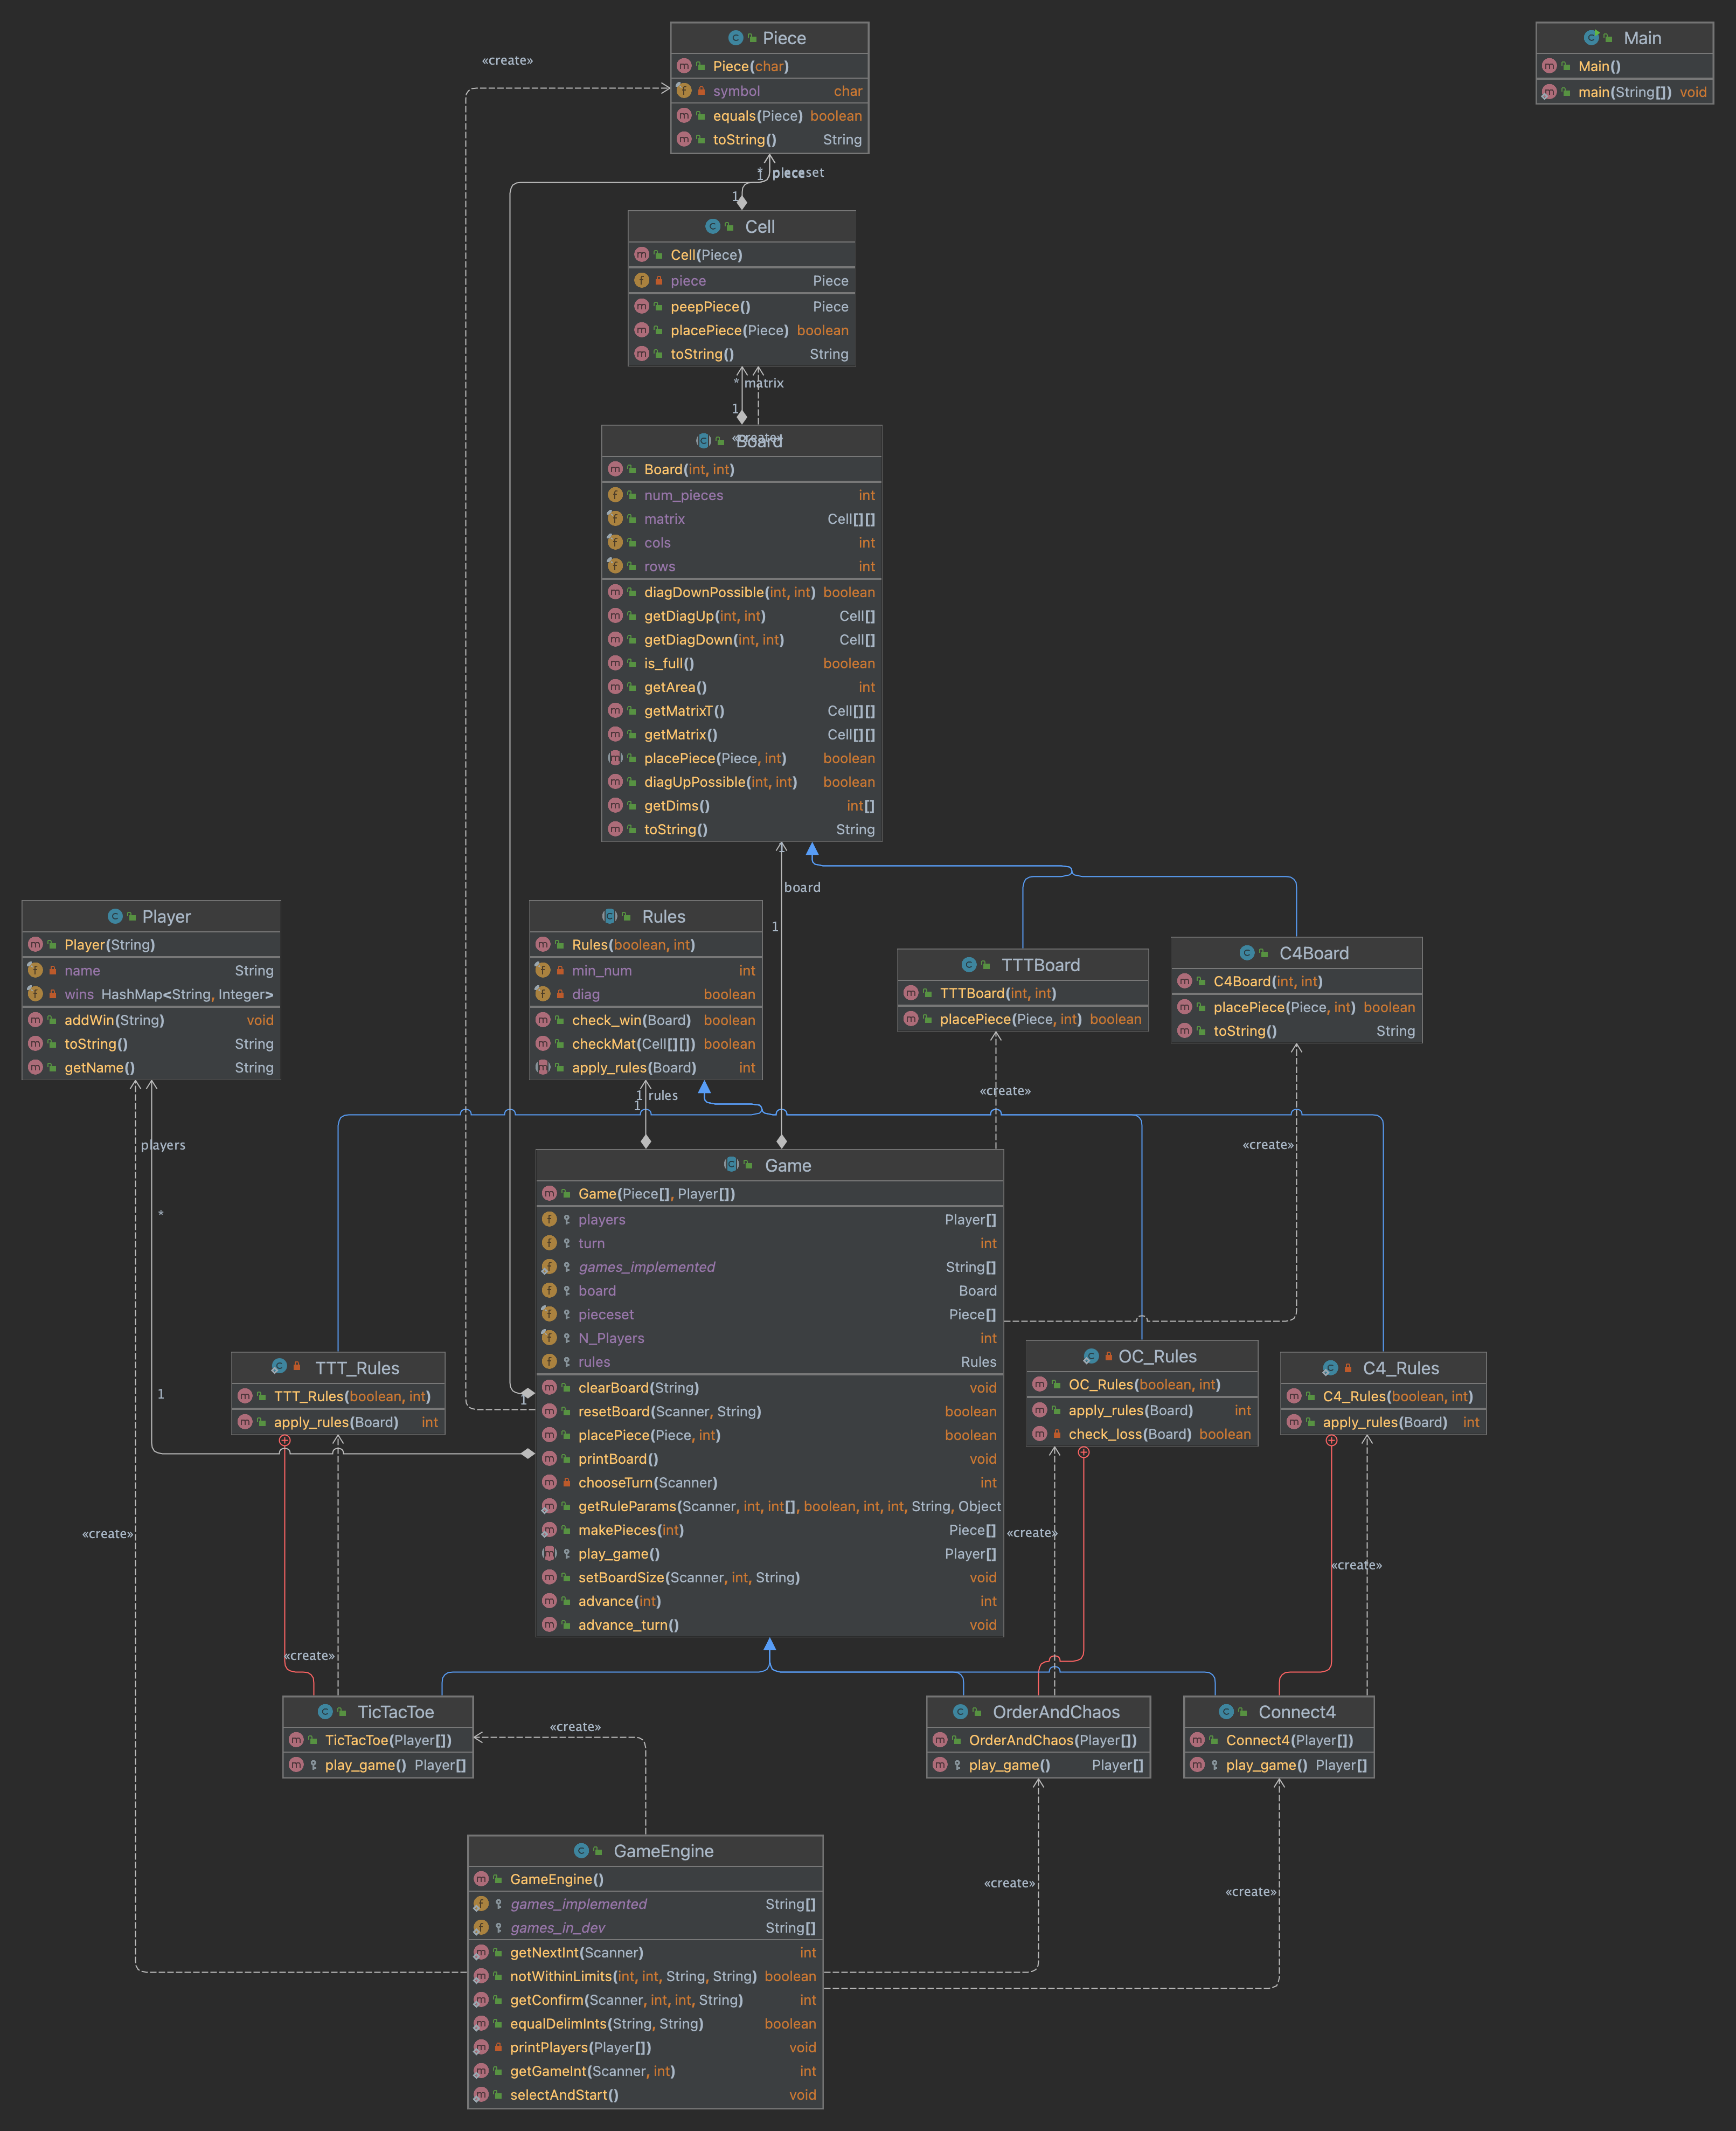 Piece
Piece(char)
symbol char
equals(Piece) boolean
toString() String
Main
Main()
main(String[]) void
«create»
1 pieceset
1
Cell
Cell(Piece)
piece Piece
peepPiece() Piece
placePiece(Piece) boolean
toString() String
* matrix
1
«create»
Board
Board(int, int)
num_pieces int
matrix Cell[][]
cols int
rows int
diagDownPossible(int, int) boolean
getDiagUp(int, int) Cell[]
getDiagDown(int, int) Cell[]
is_full() boolean
getArea() int
getMatrixT() Cell[][]
getMatrix() Cell[][]
placePiece(Piece, int) boolean
diagUpPossible(int, int) boolean
getDims() int[]
toString() String
1
board
1
Player
Player(String)
name String
wins HashMap<String, Integer>
addWin(String) void
toString() String
getName() String
Rules
Rules(boolean, int)
min_num int
diag boolean
check_win(Board) boolean
checkMat(Cell[][]) boolean
apply_rules(Board) int
TTTBoard
TTTBoard(int, int)
placePiece(Piece, int) boolean
C4Board
C4Board(int, int)
placePiece(Piece, int) boolean
toString() String
1 rules
1
«create»
«create»
players
*
1
Game
Game(Piece[], Player[])
players Player[]
turn int
games_implemented String[]
board Board
pieceset Piece[]
N_Players int
rules Rules
clearBoard(String) void
resetBoard(Scanner, String) boolean
placePiece(Piece, int) boolean
printBoard() void
chooseTurn(Scanner) int
getRuleParams(Scanner, int, int[], boolean, int, int, String, Object
makePieces(int) Piece[]
play_game() Player[]
setBoardSize(Scanner, int, String) void
advance(int) int
advance_turn() void
1
TTT_Rules
TTT_Rules(boolean, int)
apply_rules(Board) int
OC_Rules
OC_Rules(boolean, int)
apply_rules(Board) int
check_loss(Board) boolean
C4_Rules
C4_Rules(boolean, int)
apply_rules(Board) int
«create»
«create»
«create»
«create»
TicTacToe
TicTacToe(Player[])
play_game() Player[]
OrderAndChaos
OrderAndChaos(Player[])
play_game() Player[]
Connect4
Connect4(Player[])
play_game() Player[]
«create»
«create»
«create»
GameEngine
GameEngine()
games_implemented String[]
games_in_dev String[]
getNextInt(Scanner) int
notWithinLimits(int, int, String, String) boolean
getConfirm(Scanner, int, int, String) int
equalDelimInts(String, String) boolean
printPlayers(Player[]) void
getGameInt(Scanner, int) int
selectAndStart() void